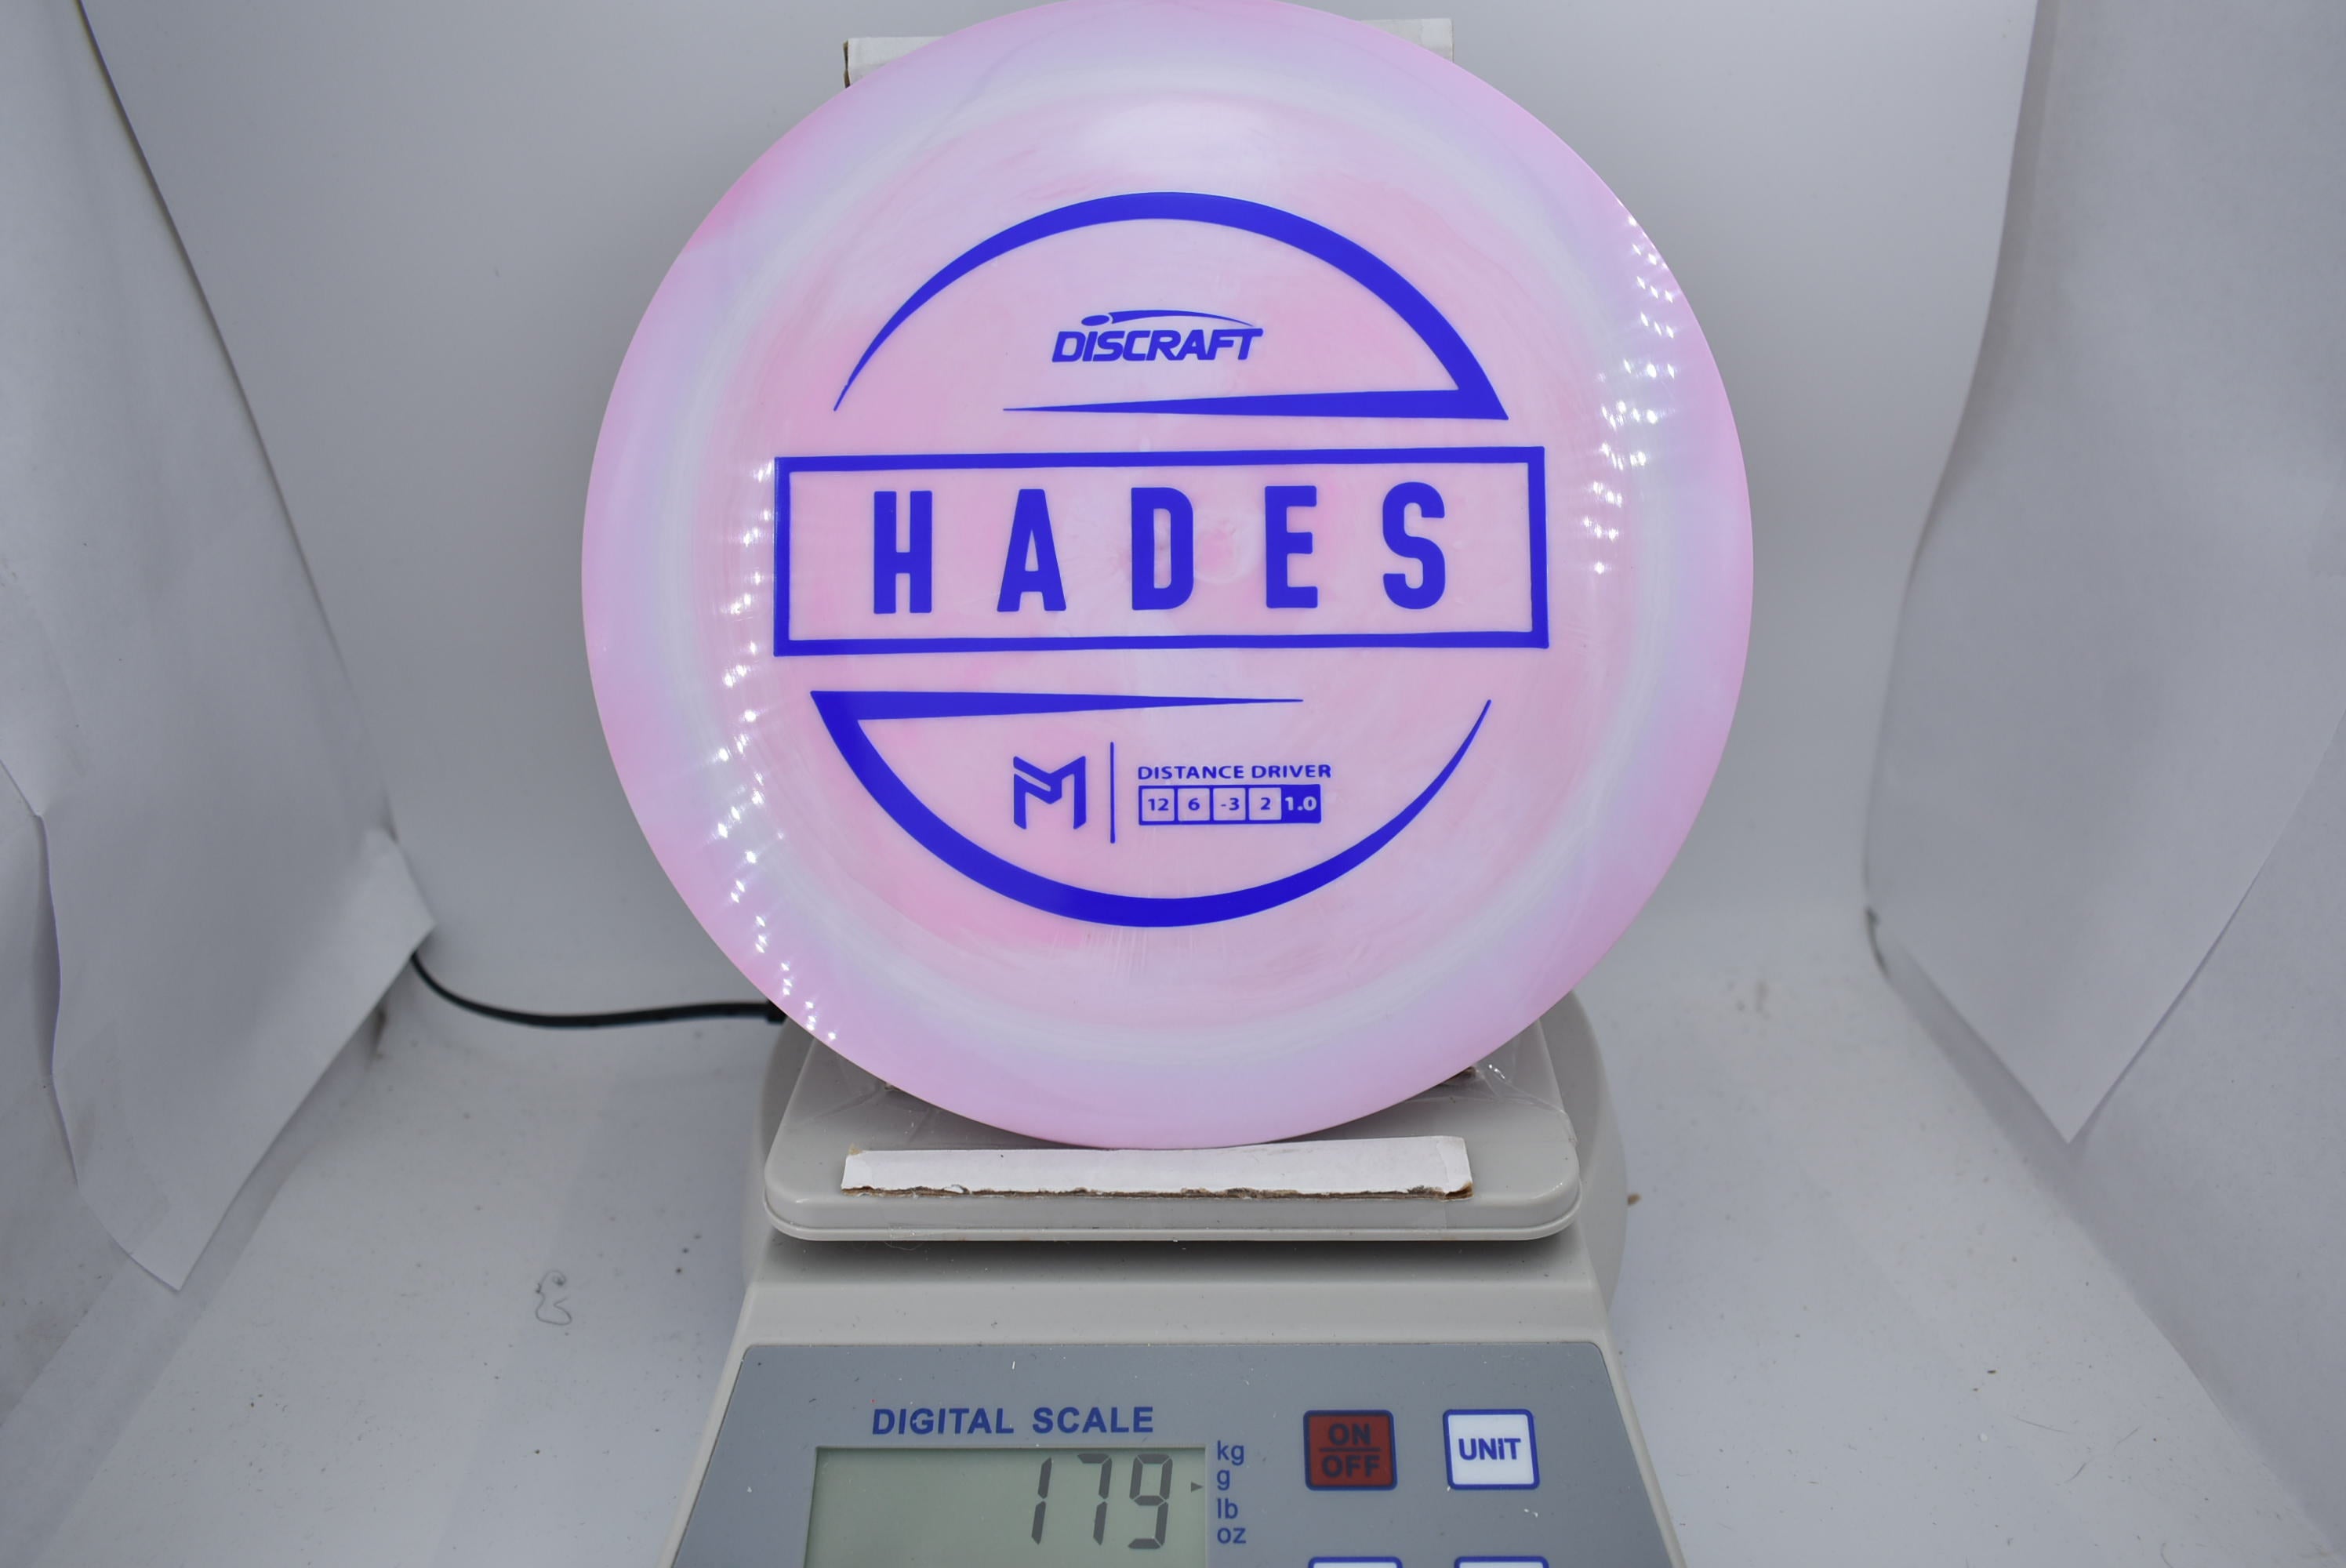 DISCRAFT
HADES
DISTANCE DRIVER
12 6 -3 2 1.0
DIGITAL SCALE
179
kg
g
lb
oz
ON
OFF
UNIT